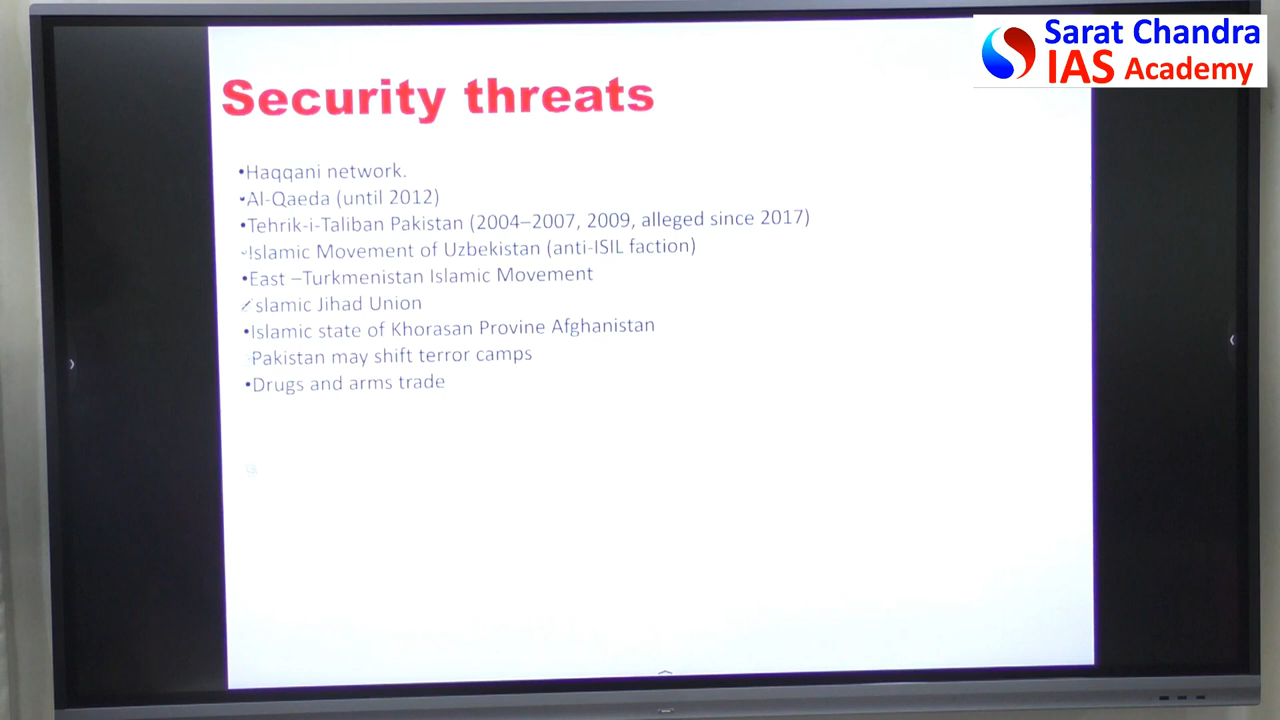 Sarat Chandra
IAS Academy
Security threats
•Haqqani network.
•Al-Qaeda (until 2012)
•Tehrik-i-Taliban Pakistan (2004–2007, 2009, alleged since 2017)
Islamic Movement of Uzbekistan (anti-ISIL faction)
•East –Turkmenistan Islamic Movement
slamic Jihad Union
•Islamic state of Khorasan Provine Afghanistan
Pakistan may shift terror camps
•Drugs and arms trade